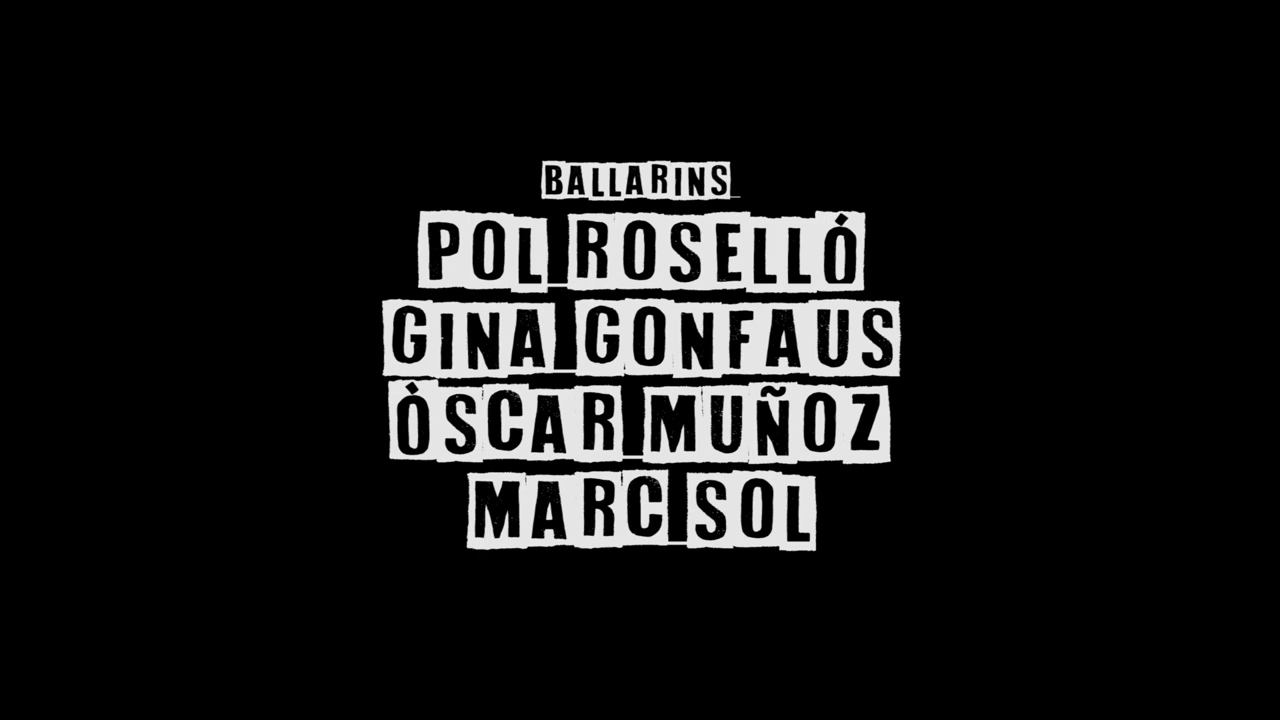 BALLARINS
POL ROSELLÓ
GINA GONFAUS
ÒSCAR MUÑOZ
MARC SOL